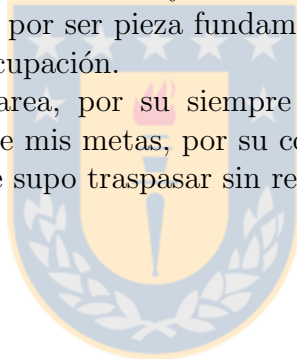 por ser pieza fundam
cupación.
area, por su siempre
e mis metas, por su co
e supo traspasar sin re